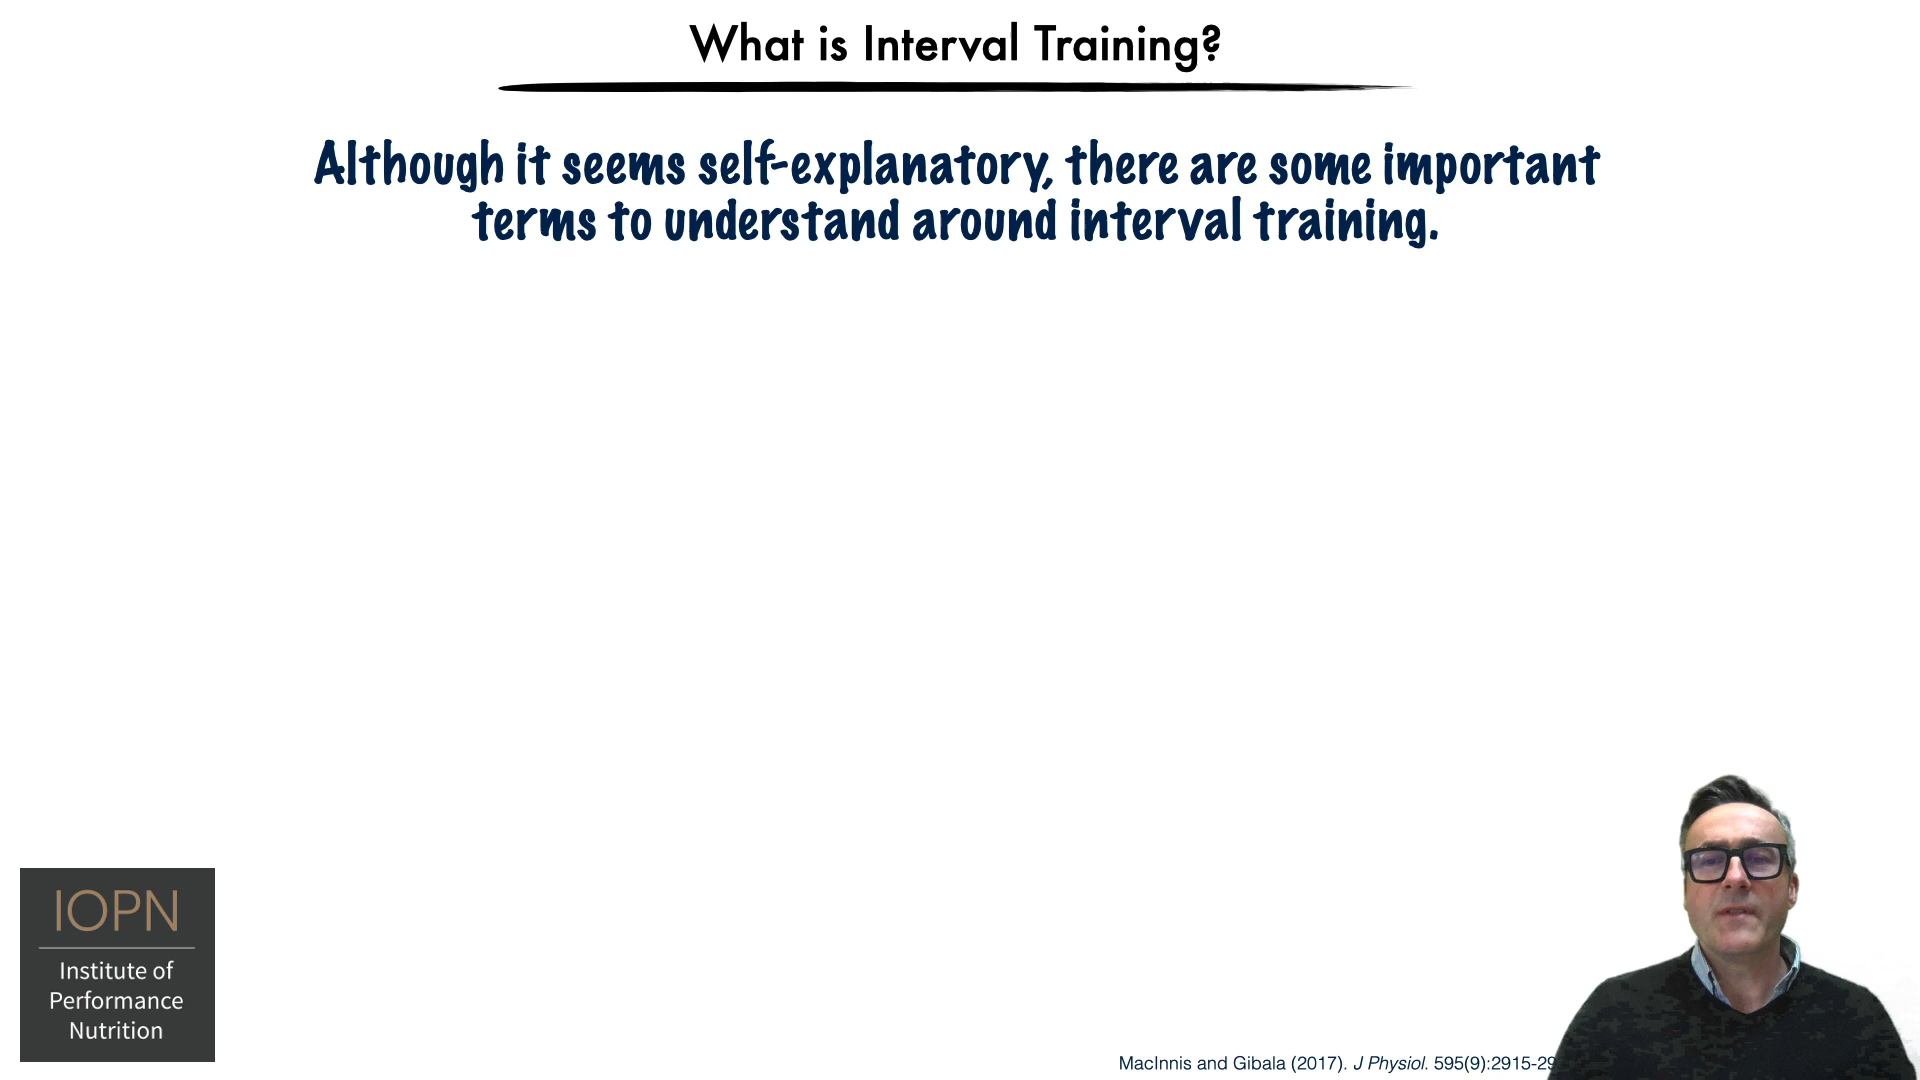 What is Interval Training?
Although it seems self-explanatory, there are some important
terms to understand around interval training.
IOPN
Institute of
Performance
Nutrition
MacInnis and Gibala (2017). J Physiol. 595(9):2915-29